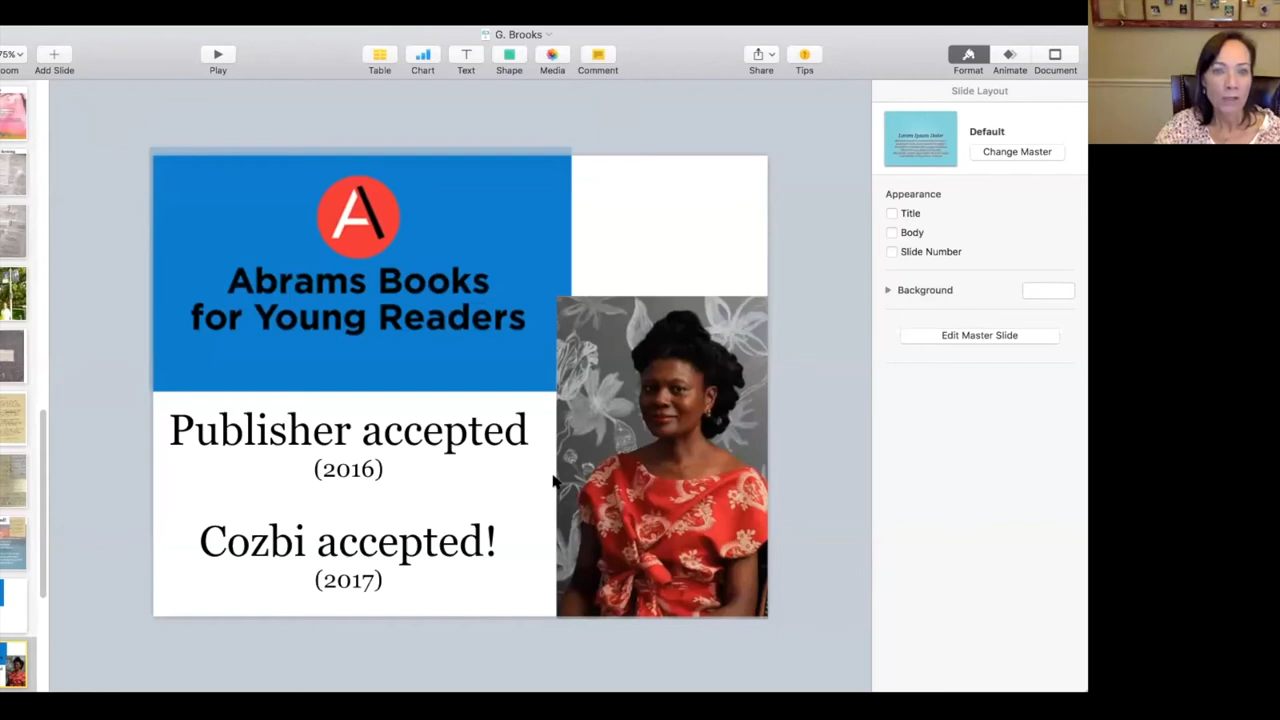 G. Brooks
75%
Zoom
Add Slide
Play
Table
Chart
Text
Shape
Media
Comment
Share
Tips
Format
Animate
Document
Slide Layout
Default
Change Master
Appearance
Title
Body
Slide Number
Background
Edit Master Slide
A
Abrams Books
for Young Readers
Publisher accepted
(2016)
Cozbi accepted!
(2017)